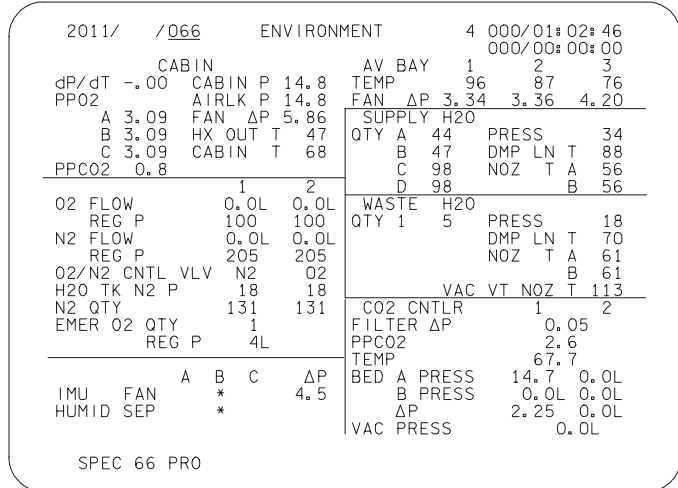 2011/ /066 ENVIRONMENT 4 000/01:02:46
000/00:00:00
CABIN
dP/dT -.00 CABIN P 14.8
PPO2 AIRLK P 14.8
A 3.09 FAN ΔP 5.86
B 3.09 HX OUT T 47
C 3.09 CABIN T 68
PPCO2 0.8
AV BAY 1 2 3
TEMP 96 87 76
FAN ΔP 3.34 3.36 4.20
SUPPLY H2O
QTY A 44 PRESS 34
B 47 DMP LN T 88
C 98 NOZ T A 56
D 98 B 56
1 2
O2 FLOW 0.0L 0.0L
REG P 100 100
N2 FLOW 0.0L 0.0L
REG P 205 205
O2/N2 CNTL VLV N2 O2
H2O TK N2 P 18 18
N2 QTY 131 131
EMER O2 QTY 1
REG P 4L
WASTE H2O
QTY 1 5 PRESS 18
DMP LN T 70
NOZ T A 61
B 61
VAC VT NOZ T 113
CO2 CNTLR 1 2
FILTER ΔP 0.05
PPCO2 2.6
TEMP 67.7
BED A PRESS 14.7 0.0L
B PRESS 0.0L 0.0L
ΔP 2.25 0.0L
VAC PRESS 0.0L
A B C ΔP
IMU FAN * 4.5
HUMID SEP *
SPEC 66 PRO